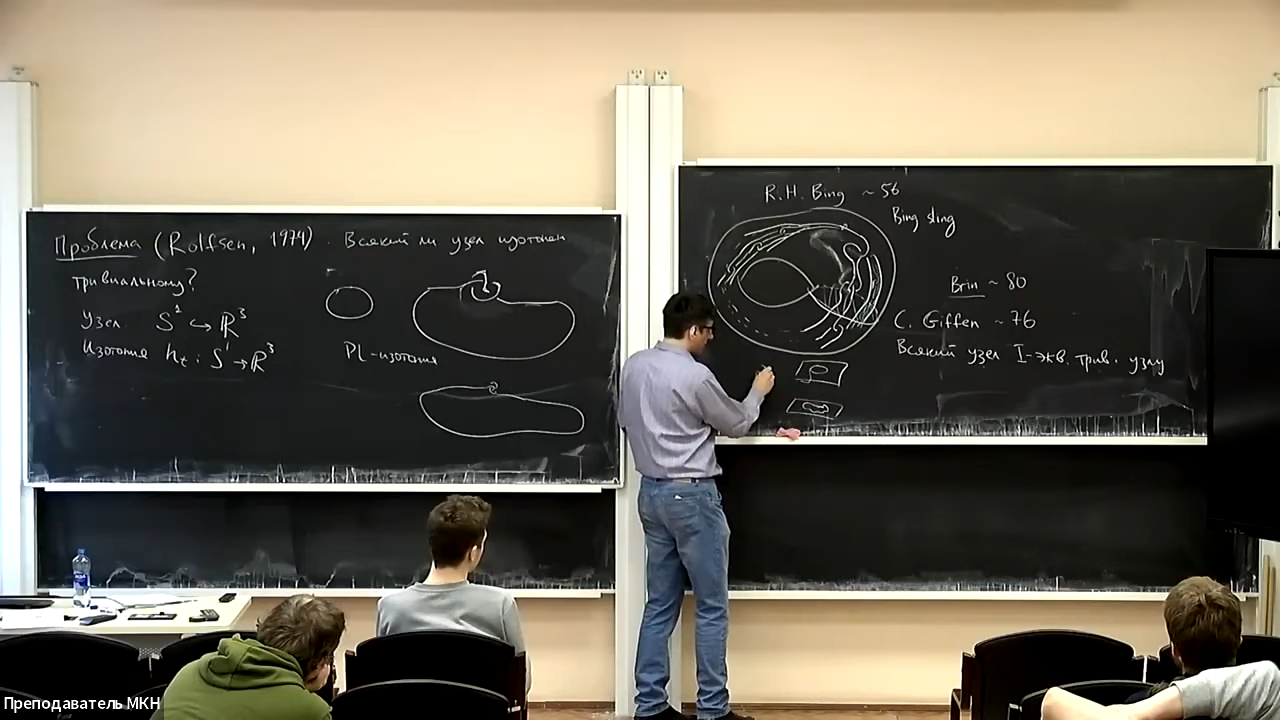 Проблема (Rolfsen, 1974). Всякий ли узел изотопен
тривиальному?
Узел S¹ ↪ ℝ³
Изотопия hₜ : S¹ → ℝ³
PL-изотопия
R.H. Bing ~ 56
Bing sling
Brin ~ 80
C. Giffen ~ 76
Всякий узел I-экв. трив. узлу
Преподаватель МКН